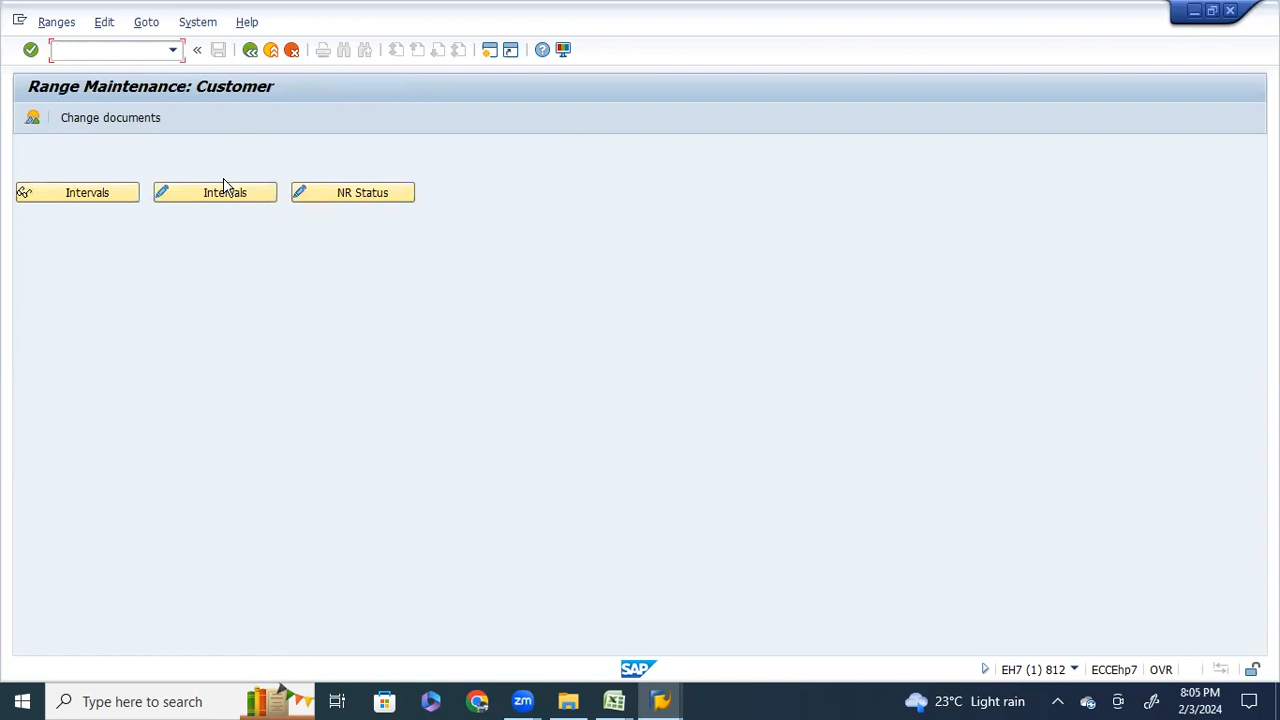 Ranges Edit Goto System Help
Range Maintenance: Customer
Change documents
Intervals Intervals NR Status
SAP EH7 (1) 812 ECCEhp7 OVR
Type here to search 23°C Light rain 8:05 PM
2/3/2024